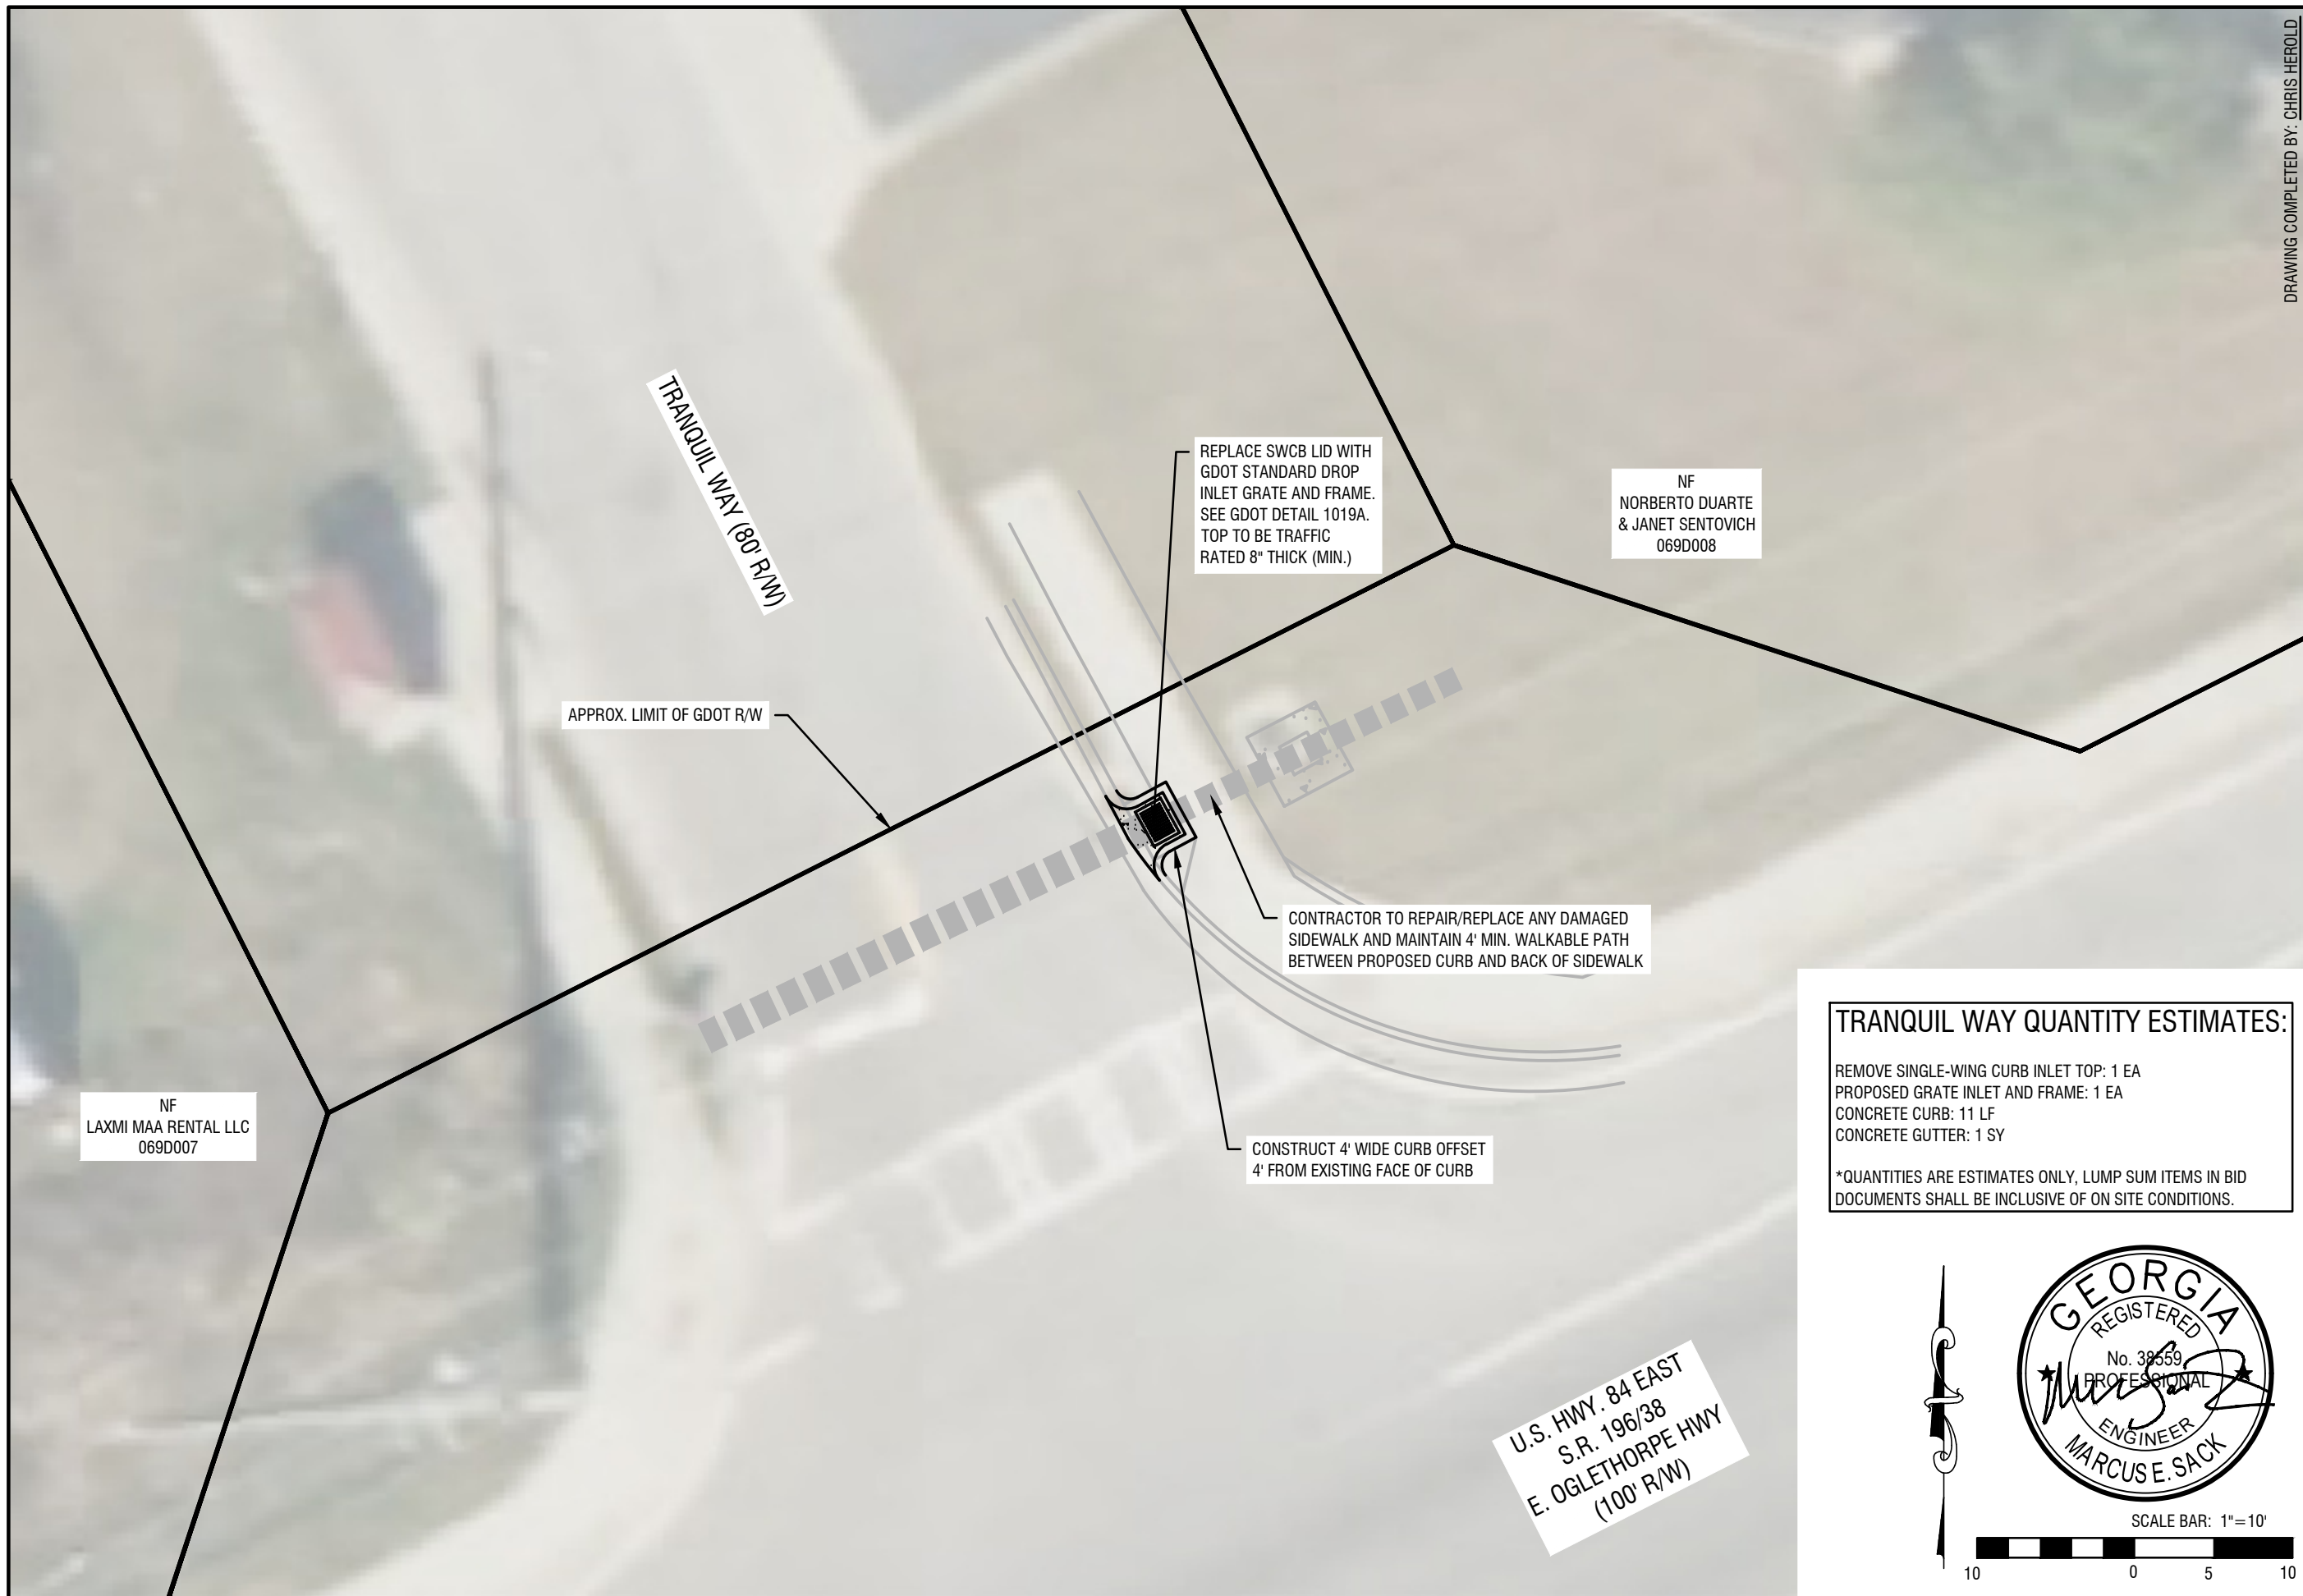 DRAWING COMPLETED BY: CHRIS HEROLD
TRANQUIL WAY (80' R/W)
REPLACE SWCB LID WITH
GDOT STANDARD DROP
INLET GRATE AND FRAME.
SEE GDOT DETAIL 1019A.
TOP TO BE TRAFFIC
RATED 8" THICK (MIN.)
NF
NORBERTO DUARTE
& JANET SENTOVICH
069D008
APPROX. LIMIT OF GDOT R/W
CONTRACTOR TO REPAIR/REPLACE ANY DAMAGED
SIDEWALK AND MAINTAIN 4' MIN. WALKABLE PATH
BETWEEN PROPOSED CURB AND BACK OF SIDEWALK
NF
LAXMI MAA RENTAL LLC
069D007
CONSTRUCT 4' WIDE CURB OFFSET
4' FROM EXISTING FACE OF CURB
TRANQUIL WAY QUANTITY ESTIMATES:
REMOVE SINGLE-WING CURB INLET TOP: 1 EA
PROPOSED GRATE INLET AND FRAME: 1 EA
CONCRETE CURB: 11 LF
CONCRETE GUTTER: 1 SY
*QUANTITIES ARE ESTIMATES ONLY, LUMP SUM ITEMS IN BID
DOCUMENTS SHALL BE INCLUSIVE OF ON SITE CONDITIONS.
U.S. HWY. 84 EAST
S.R. 196/38
E. OGLETHORPE HWY
(100' R/W)
GEORGIA
REGISTERED
No. 38559
PROFESSIONAL
ENGINEER
MARCUS E. SACK
SCALE BAR: 1"=10'
10 0 5 10